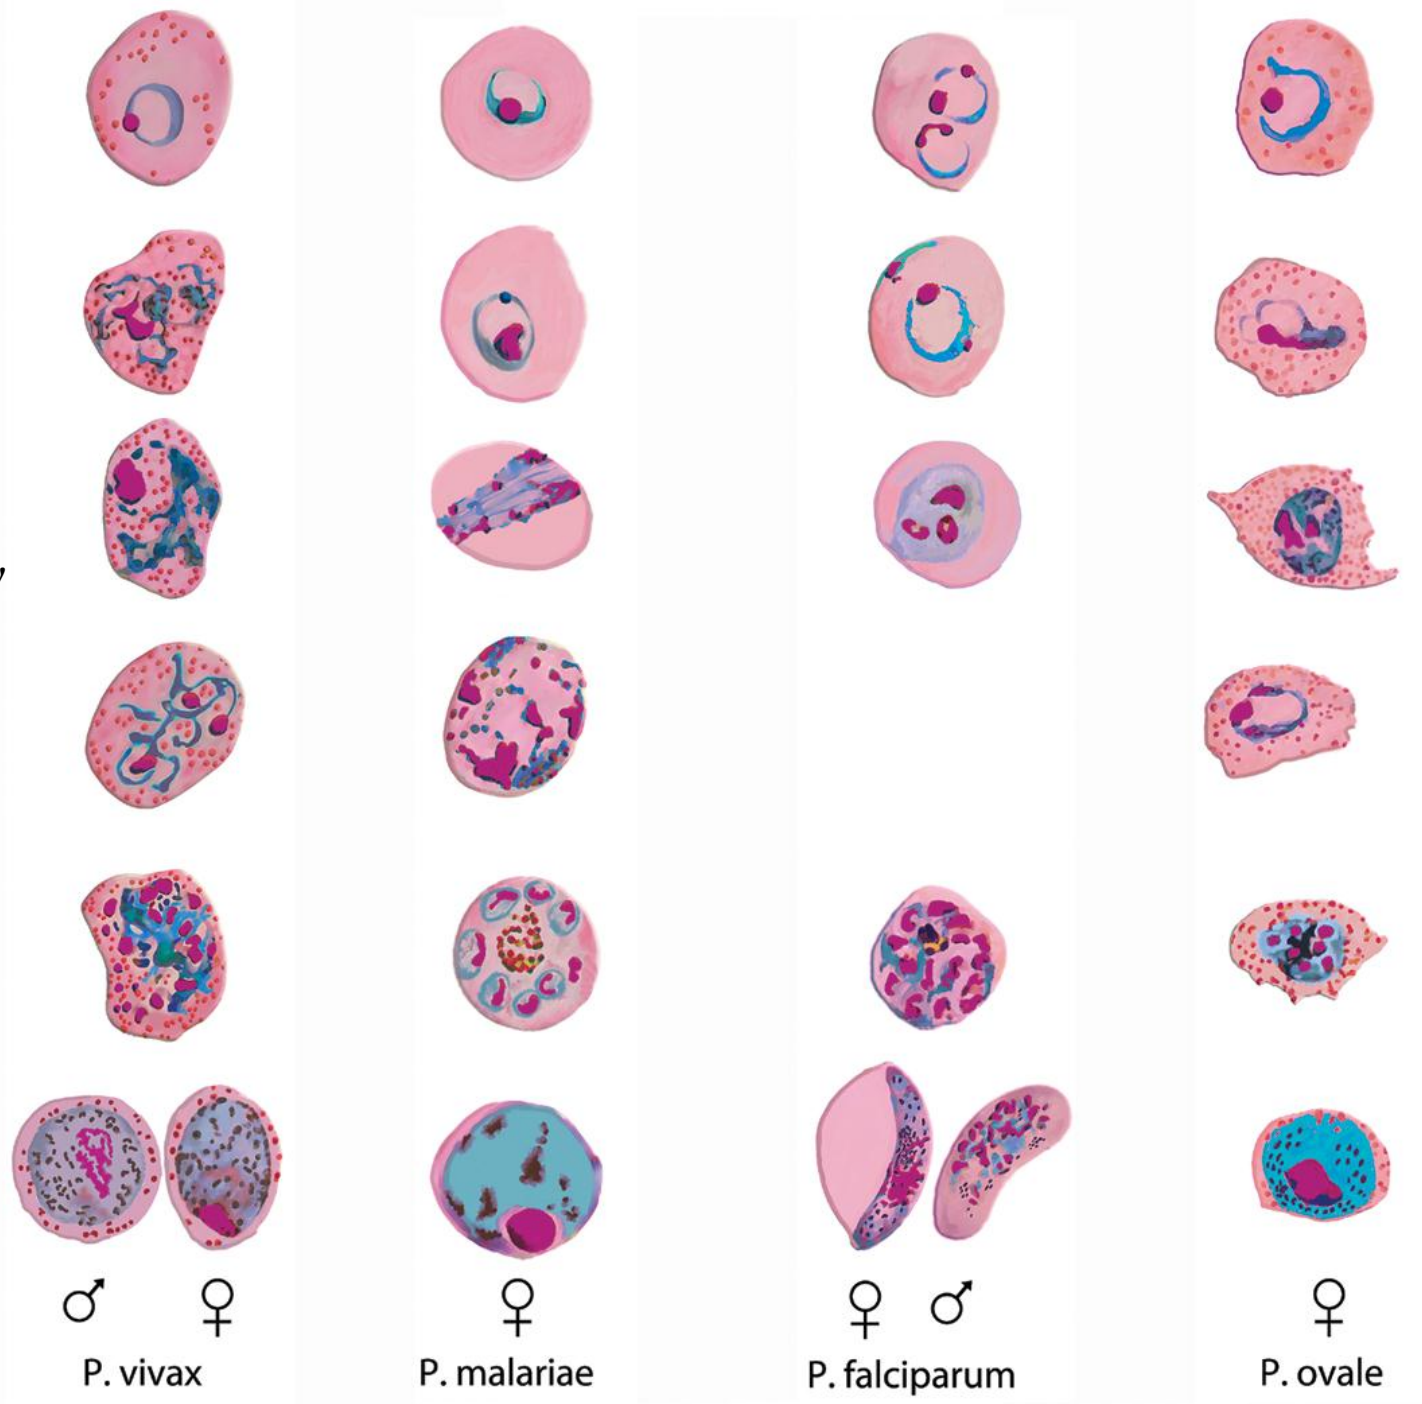 ♂ ♀ ♀ ♀ ♂ ♀
P. vivax P. malariae P. falciparum P. ovale